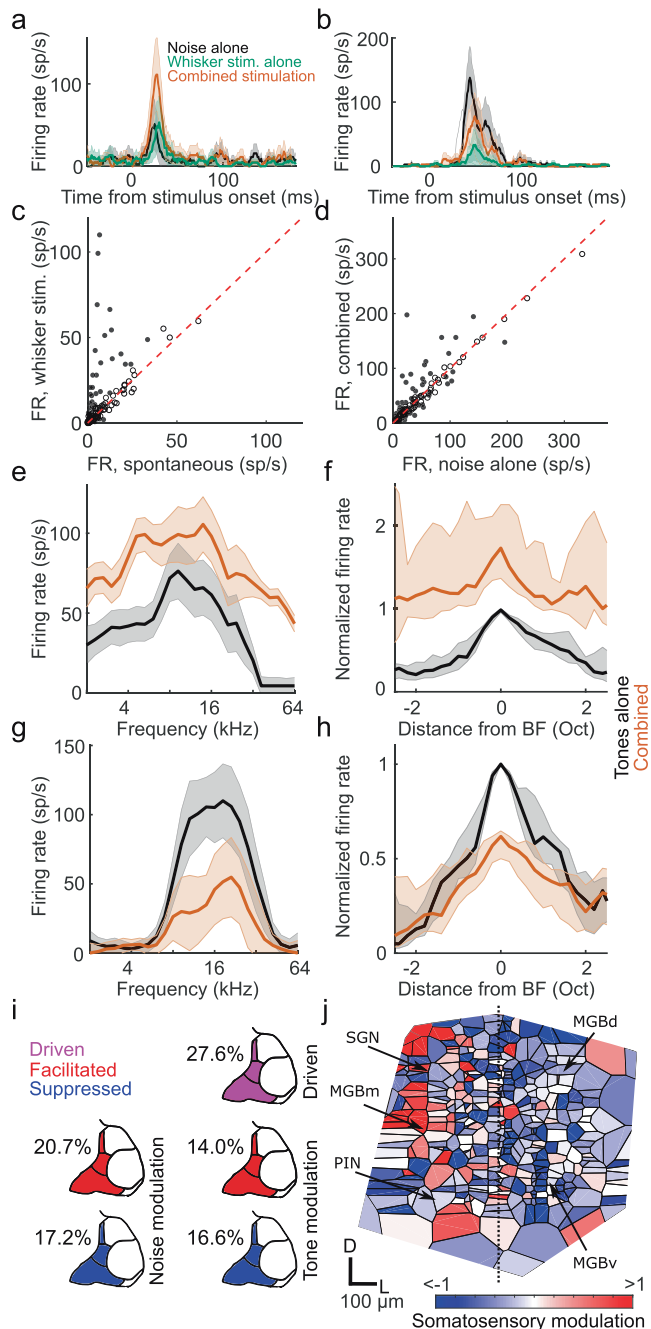 a
b
Firing rate (sp/s)
100
0
Noise alone
Whisker stim. alone
Combined stimulation
0
100
Time from stimulus onset (ms)
Firing rate (sp/s)
200
100
0
0
100
Time from stimulus onset (ms)
c
d
FR, whisker stim. (sp/s)
100
50
0
0
50
100
FR, spontaneous (sp/s)
FR, combined (sp/s)
300
200
100
0
0
100
200
300
FR, noise alone (sp/s)
e
f
Firing rate (sp/s)
100
50
0
4
16
64
Frequency (kHz)
Normalized firing rate
2
1
0
-2
0
2
Distance from BF (Oct)
Tones alone
Combined
g
h
Firing rate (sp/s)
150
100
50
0
4
16
64
Frequency (kHz)
Normalized firing rate
1
0.5
0
-2
0
2
Distance from BF (Oct)
i
j
Driven
Facilitated
Suppressed
27.6%
Driven
20.7%
14.0%
17.2%
16.6%
Noise modulation
Tone modulation
SGN
MGBd
MGBm
PIN
MGBv
D
L
100 µm
<-1
>1
Somatosensory modulation